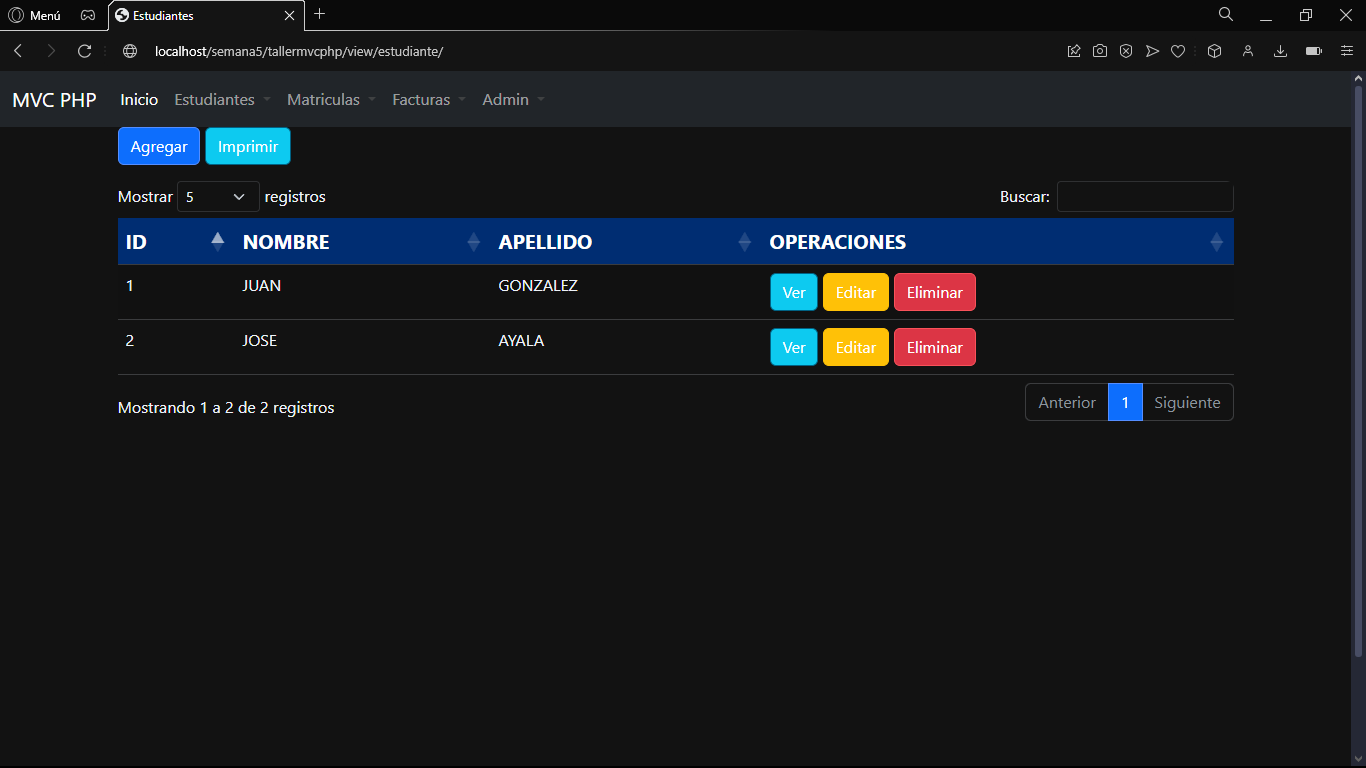 Menú
Estudiantes
localhost/semana5/tallermvcphp/view/estudiante/
MVC PHP Inicio Estudiantes Matriculas Facturas Admin
Agregar Imprimir
Mostrar 5 registros Buscar:
ID NOMBRE APELLIDO OPERACIONES
1 JUAN GONZALEZ Ver Editar Eliminar
2 JOSE AYALA Ver Editar Eliminar
Mostrando 1 a 2 de 2 registros Anterior 1 Siguiente